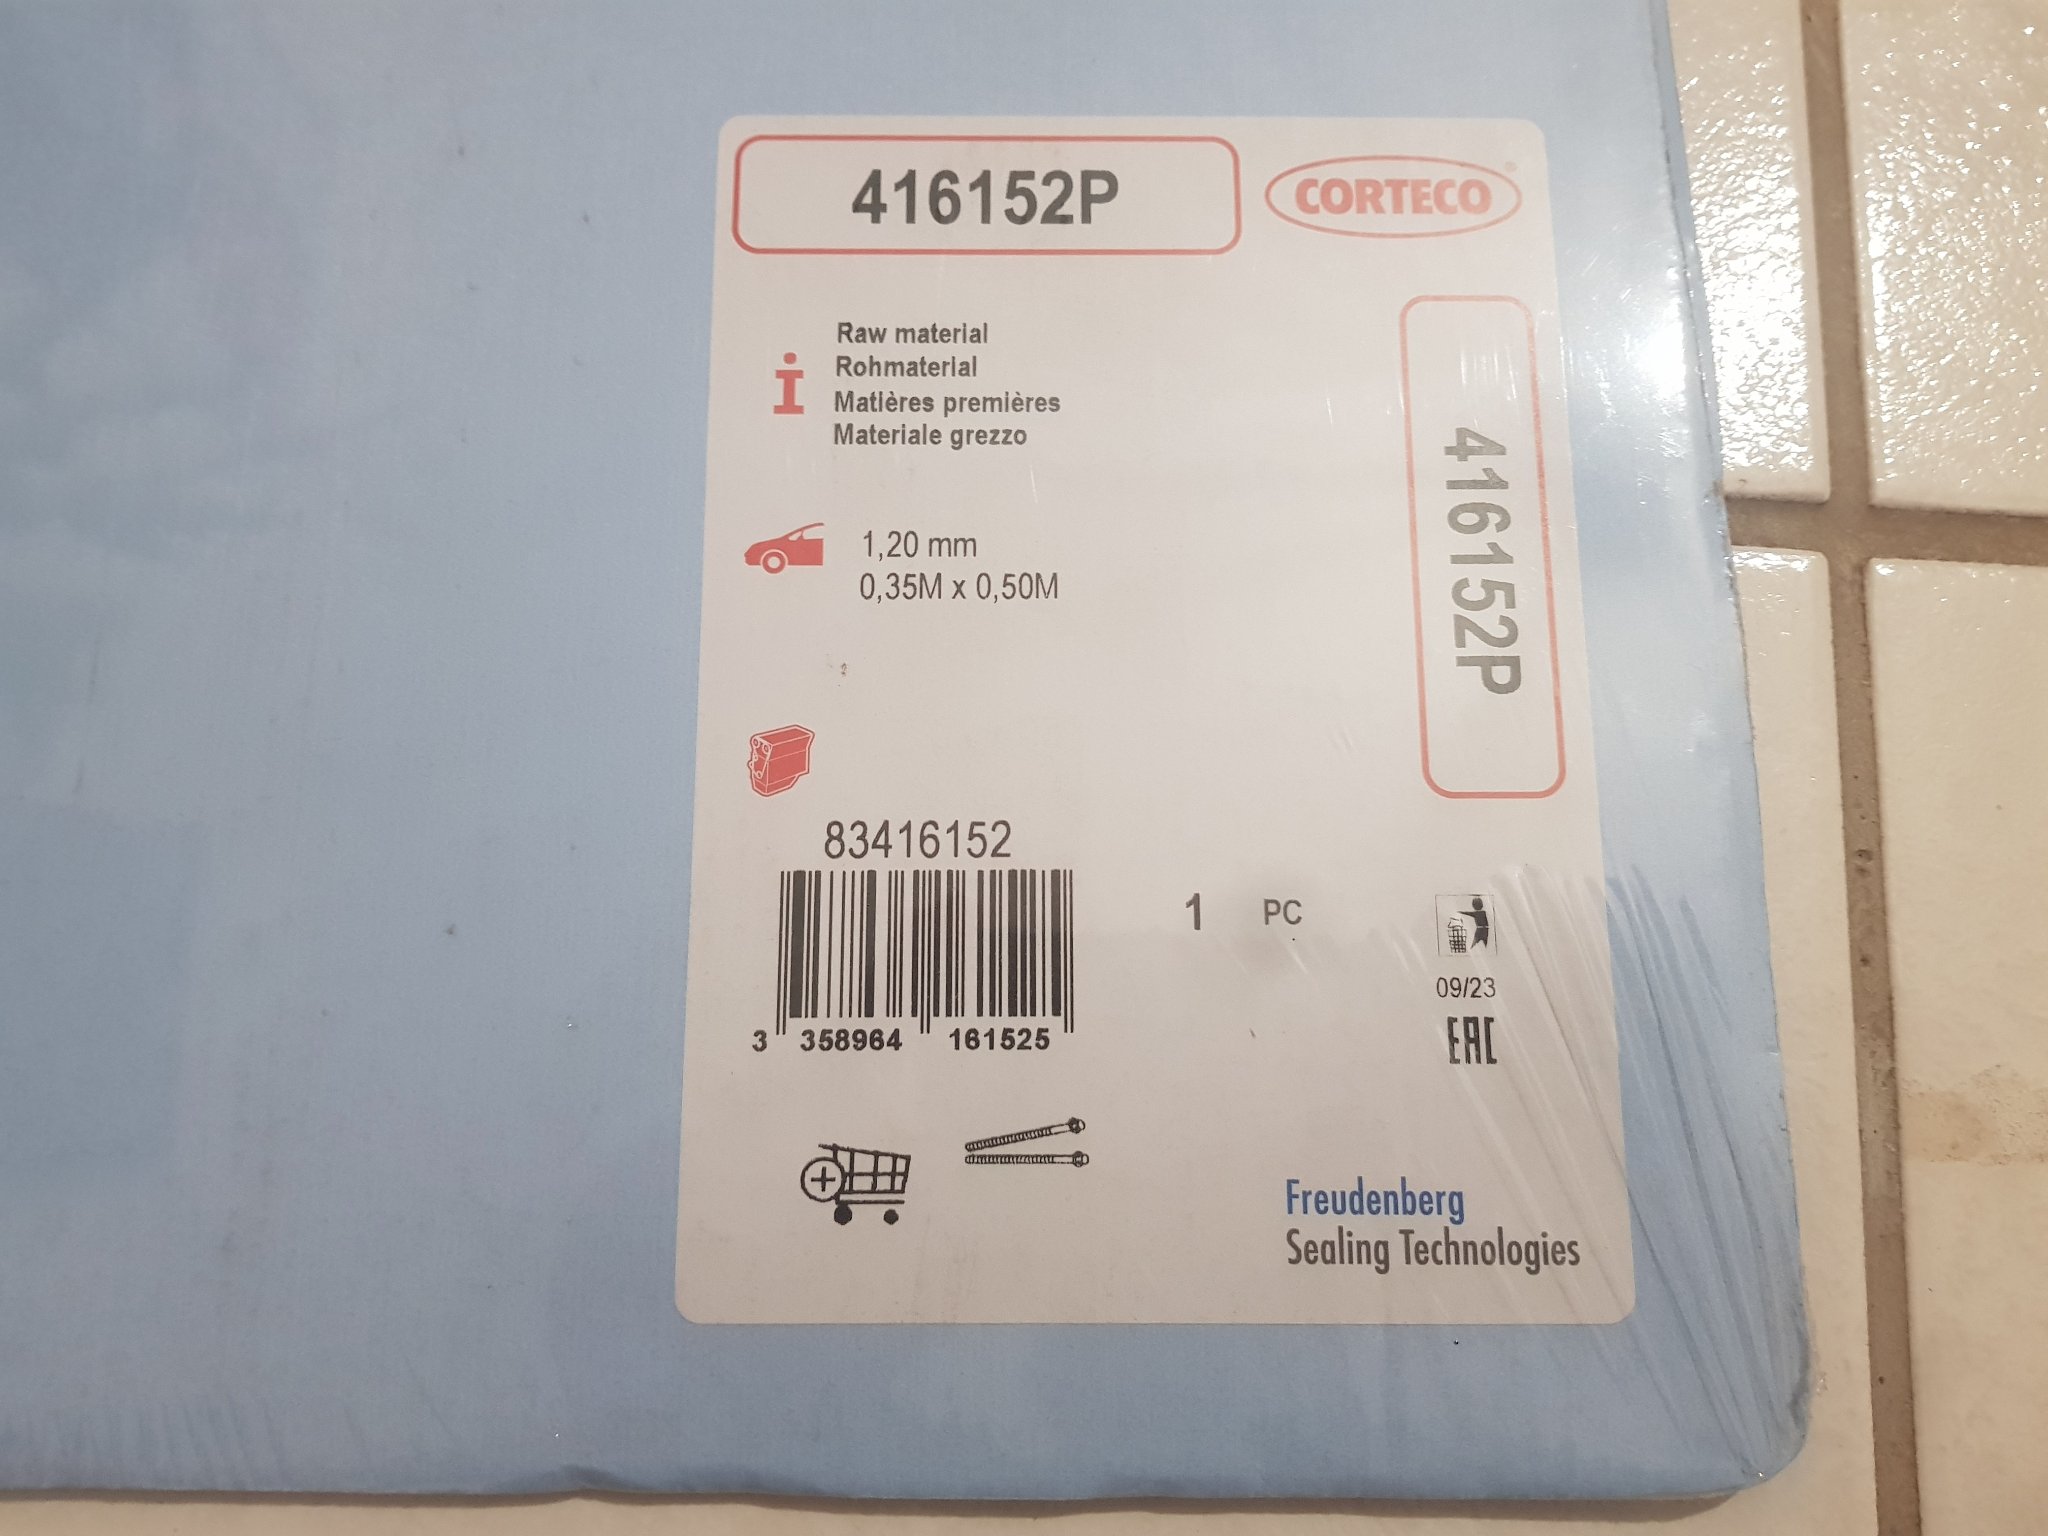 416152P
CORTECO®
Raw material
Rohmaterial
Matières premières
Materiale grezzo
416152P
1,20 mm
0,35M x 0,50M
83416152
3 358964 161525
1 PC
09/23
EAC
Freudenberg
Sealing Technologies